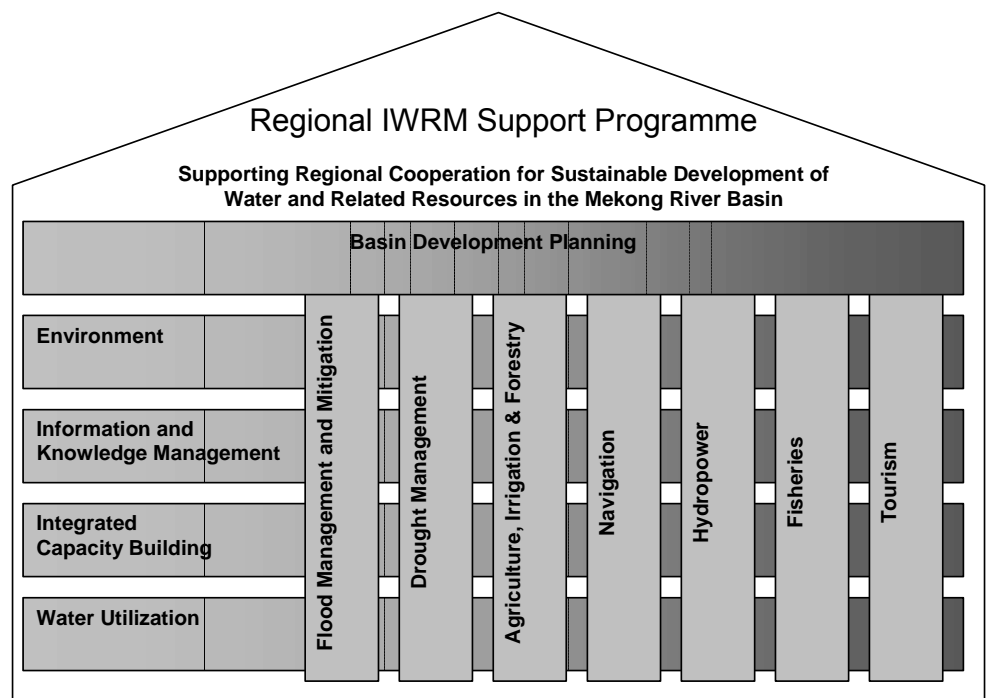 Regional IWRM Support Programme
Supporting Regional Cooperation for Sustainable Development of
Water and Related Resources in the Mekong River Basin
Basin Development Planning
Environment
Information and
Knowledge Management
Integrated
Capacity Building
Water Utilization
Flood Management and Mitigation
Drought Management
Agriculture, Irrigation & Forestry
Navigation
Hydropower
Fisheries
Tourism